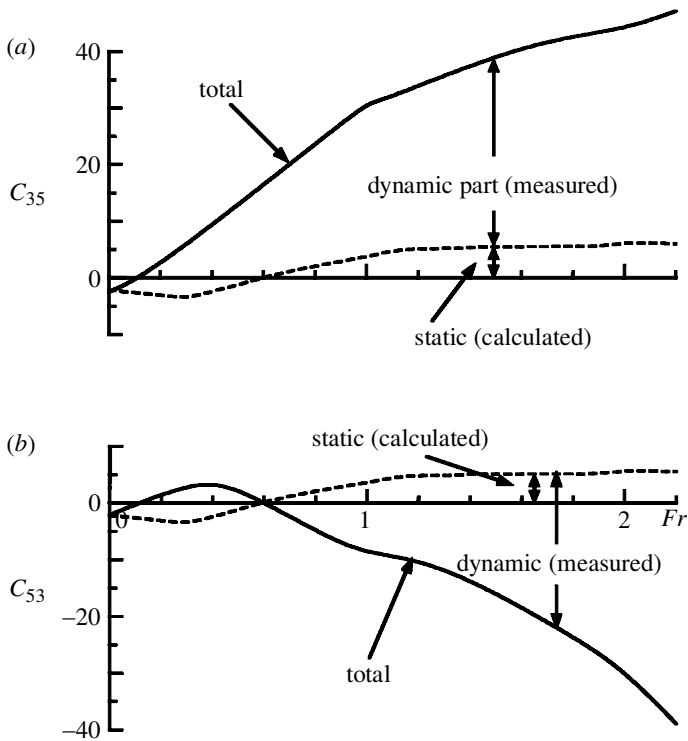 (a)
40
total
20
C35
dynamic part (measured)
0
static (calculated)
(b)
static (calculated)
0
0
1
2
Fr
dynamic (measured)
C53
–20
total
–40